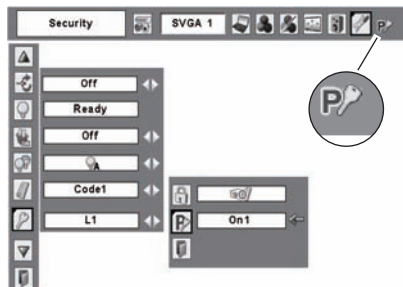 Security SVGA 1 P
P
Off
Ready
Off
A
Code1
L1
P On1